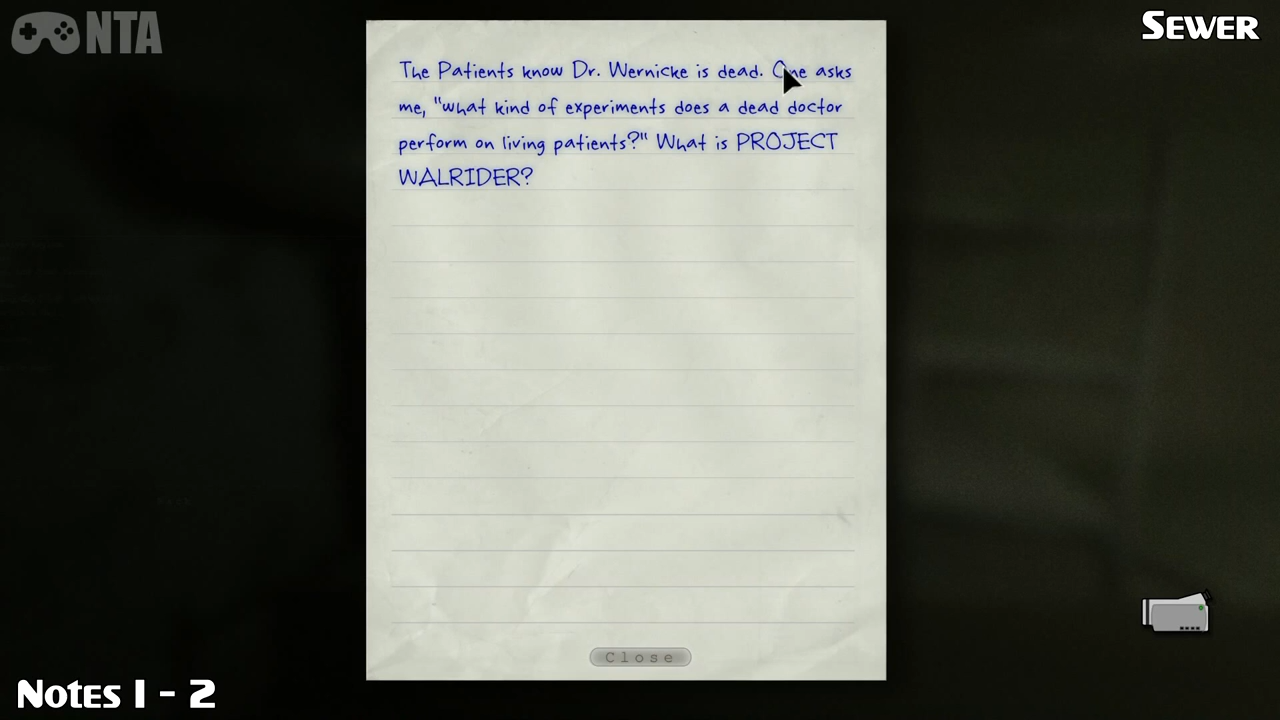 NTA
SEWER
The Patients know Dr. Wernicke is dead. One asks
me, "what kind of experiments does a dead doctor
perform on living patients?" What is PROJECT
WALRIDER?
Close
NOTES 1 - 2